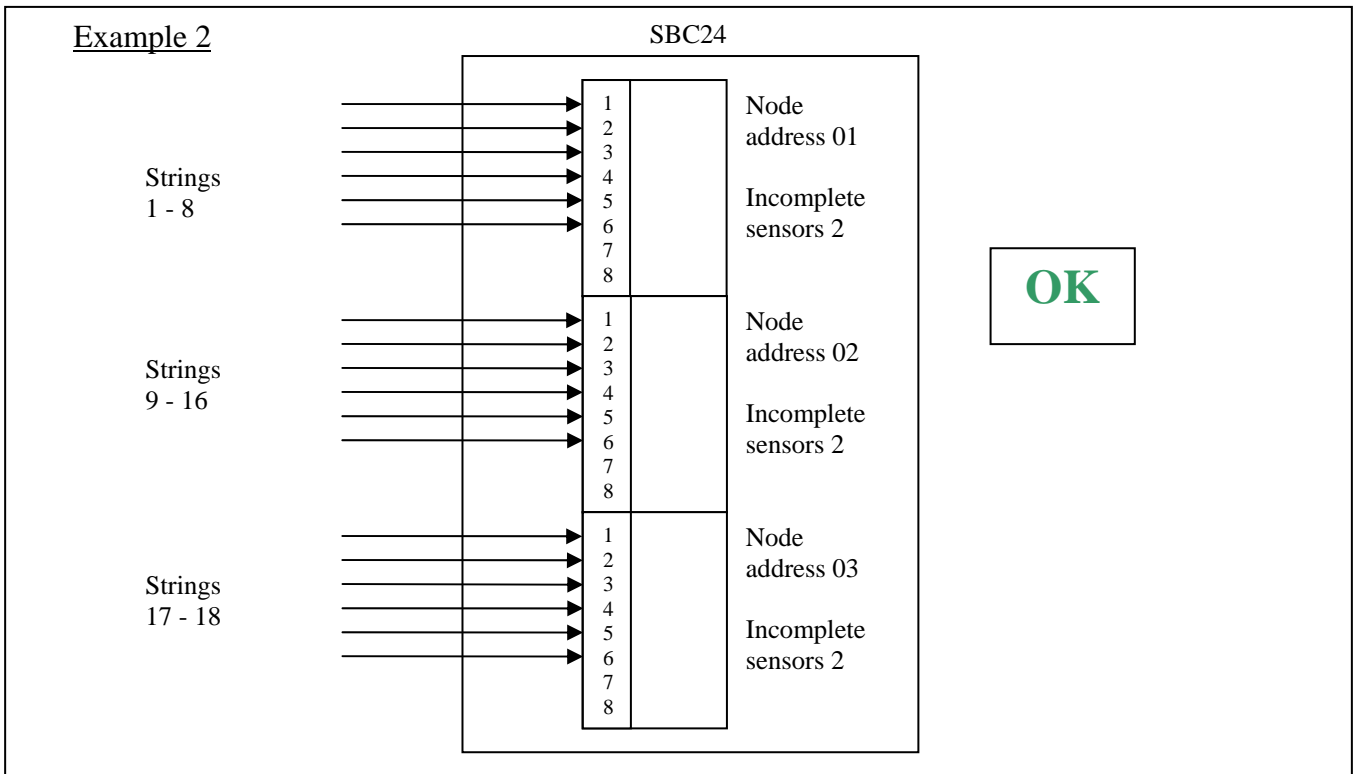 Example 2
SBC24
Strings
1 - 8
1
2
3
4
5
6
7
8
Node
address 01
Incomplete
sensors 2
OK
Strings
9 - 16
1
2
3
4
5
6
7
8
Node
address 02
Incomplete
sensors 2
Strings
17 - 18
1
2
3
4
5
6
7
8
Node
address 03
Incomplete
sensors 2